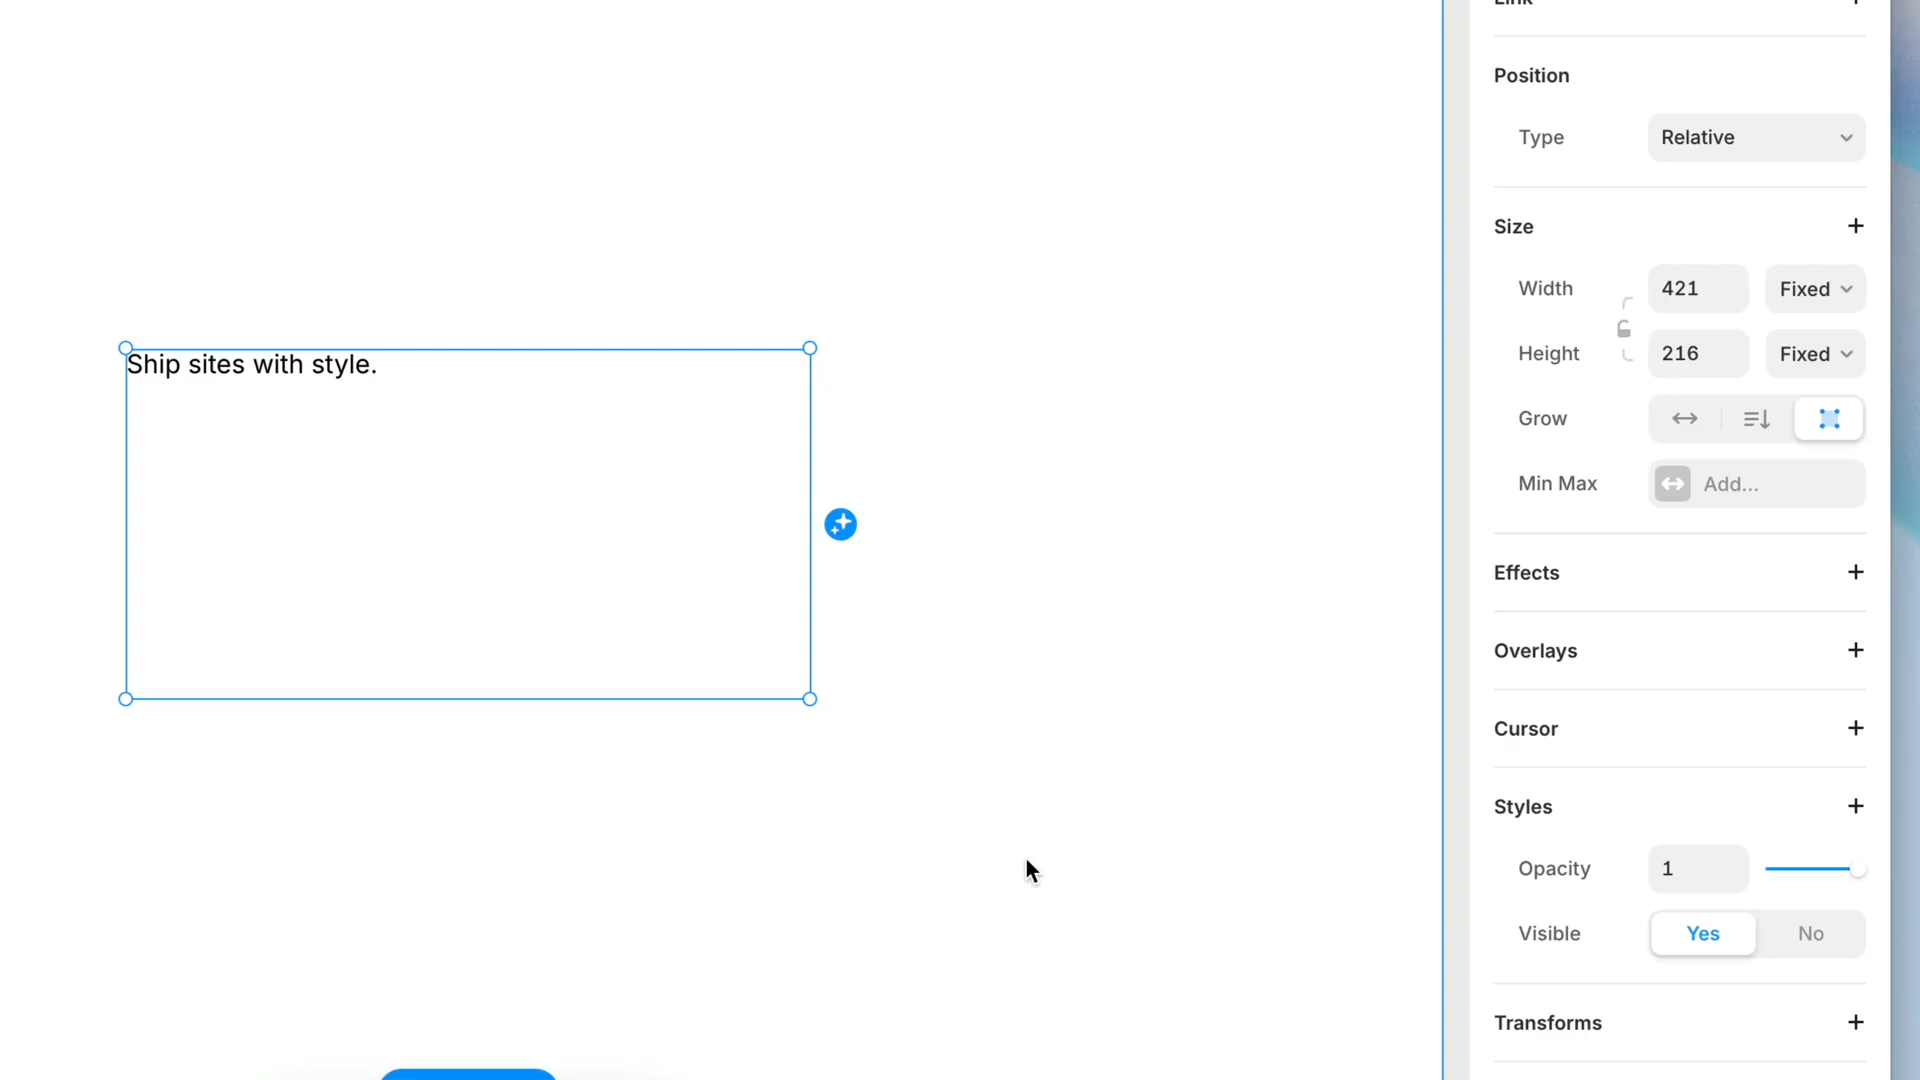 Link
Position
Type
Relative
Size
Width
421
Fixed
Height
216
Fixed
Grow
Min Max
Add...
Ship sites with style.
Effects
Overlays
Cursor
Styles
Opacity
1
Visible
Yes
No
Transforms